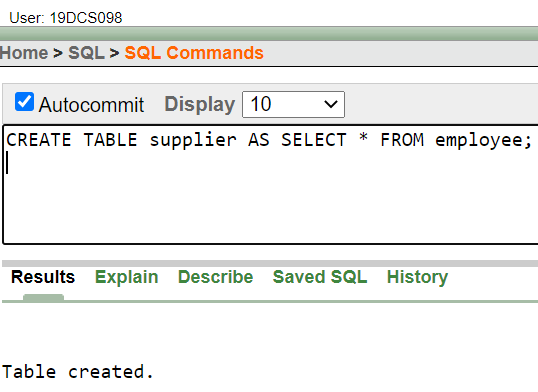 User: 19DCS098
Home > SQL > SQL Commands
Autocommit Display 10
CREATE TABLE supplier AS SELECT * FROM employee;
Results Explain Describe Saved SQL History
Table created.